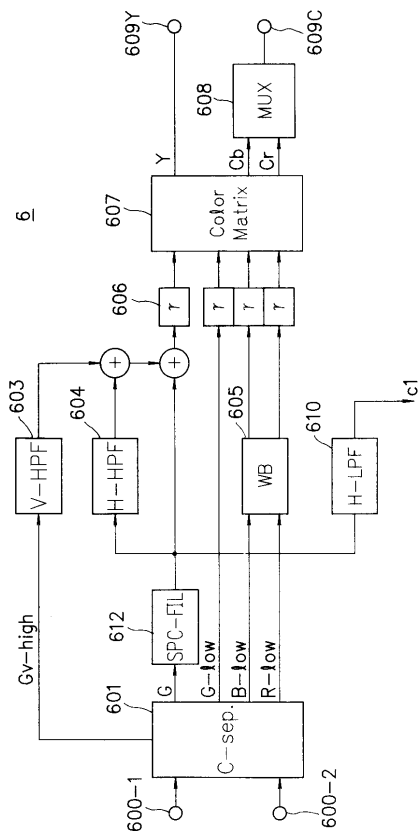 6
600-1
600-2
601
C-sep.
Gv-high
G
G-low
B-low
R-low
612
SPC-FIL
603
V-HPF
604
H-HPF
+
+
605
WB
610
H-LPF
c1
606
γ
γ
γ
γ
607
Color
Matrix
Y
Cb
Cr
608
MUX
609Y
609C